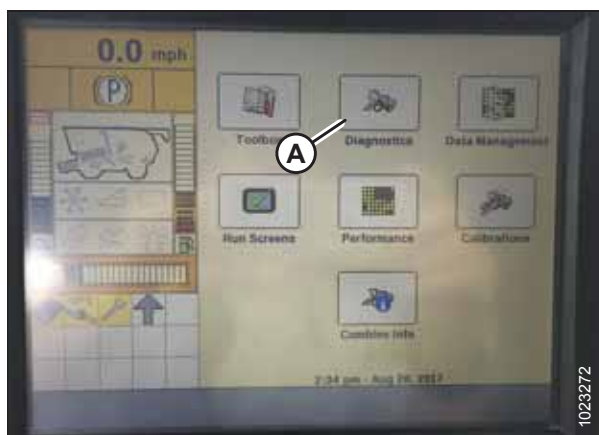 0.0 mph
(P)
Toolbox
Diagnostics
Data Management
A
Run Screens
Performance
Calibrations
Combine Info
2:34 pm - Aug 28, 2017
1023272